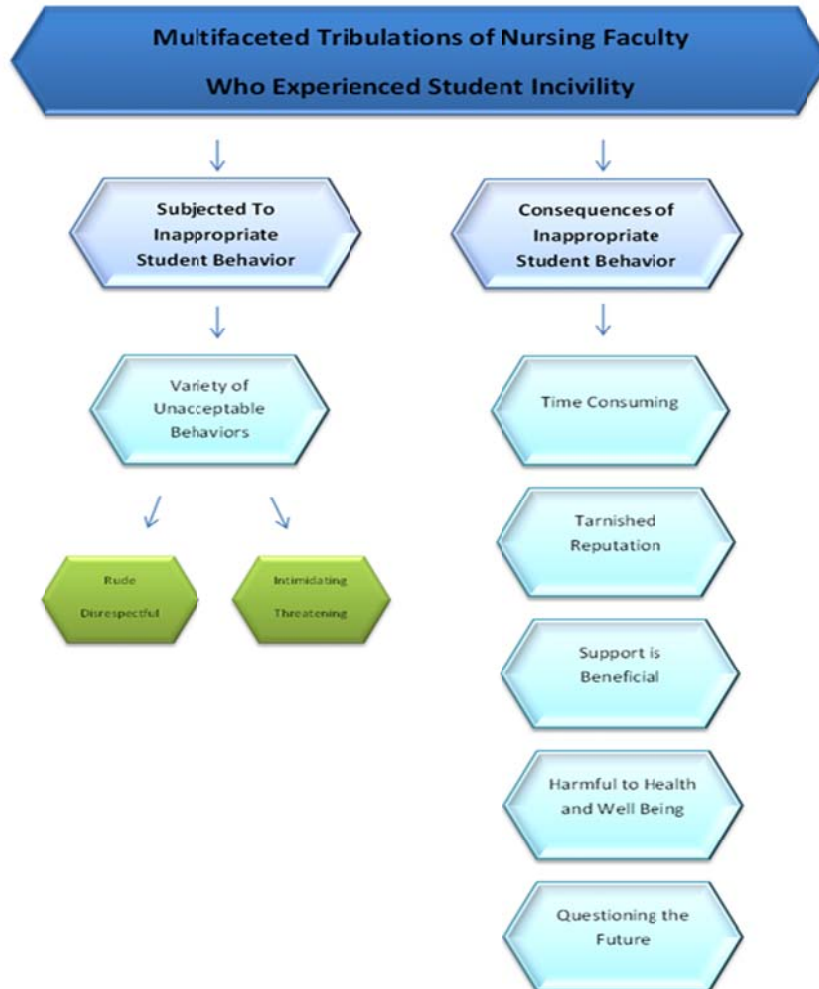 Multifaceted Tribulations of Nursing Faculty
Who Experienced Student Incivility
Subjected To
Inappropriate
Student Behavior
Variety of
Unacceptable
Behaviors
Rude
Disrespectful
Intimidating
Threatening
Consequences of
Inappropriate
Student Behavior
Time Consuming
Tarnished
Reputation
Support is
Beneficial
Harmful to Health
and Well Being
Questioning the
Future